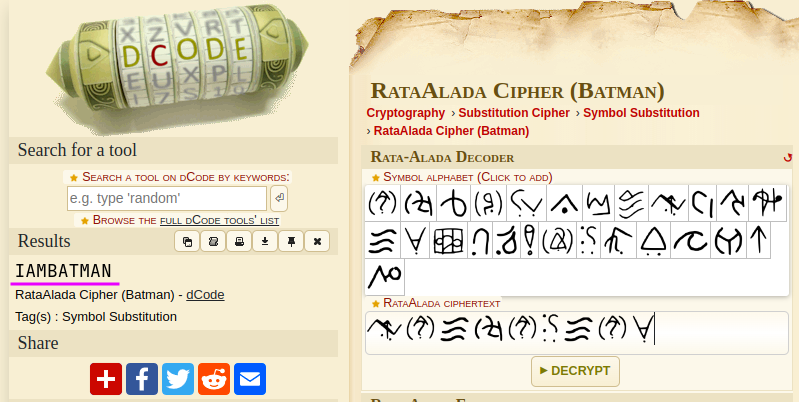 X Z V R T
D C O D E
F U X P L
Search for a tool
★ Search a tool on dCode by keywords:
e.g. type 'random'
★ Browse the full dCode tools' list
Results
IAMBATMAN
RataAlada Cipher (Batman) - dCode
Tag(s) : Symbol Substitution
Share
RataAlada Cipher (Batman)
Cryptography › Substitution Cipher › Symbol Substitution
› RataAlada Cipher (Batman)
Rata-Alada Decoder
★ Symbol alphabet (Click to add)
★ RataAlada ciphertext
▶ DECRYPT